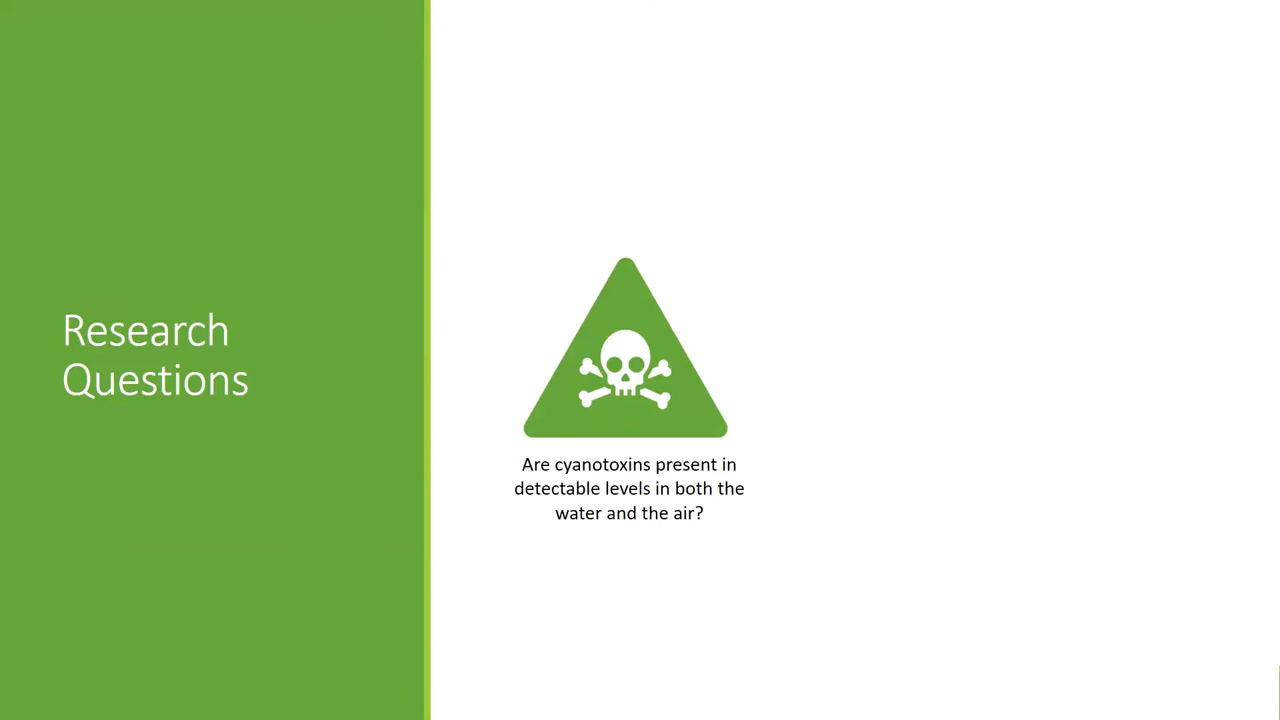 Research
Questions
Are cyanotoxins present in
detectable levels in both the
water and the air?